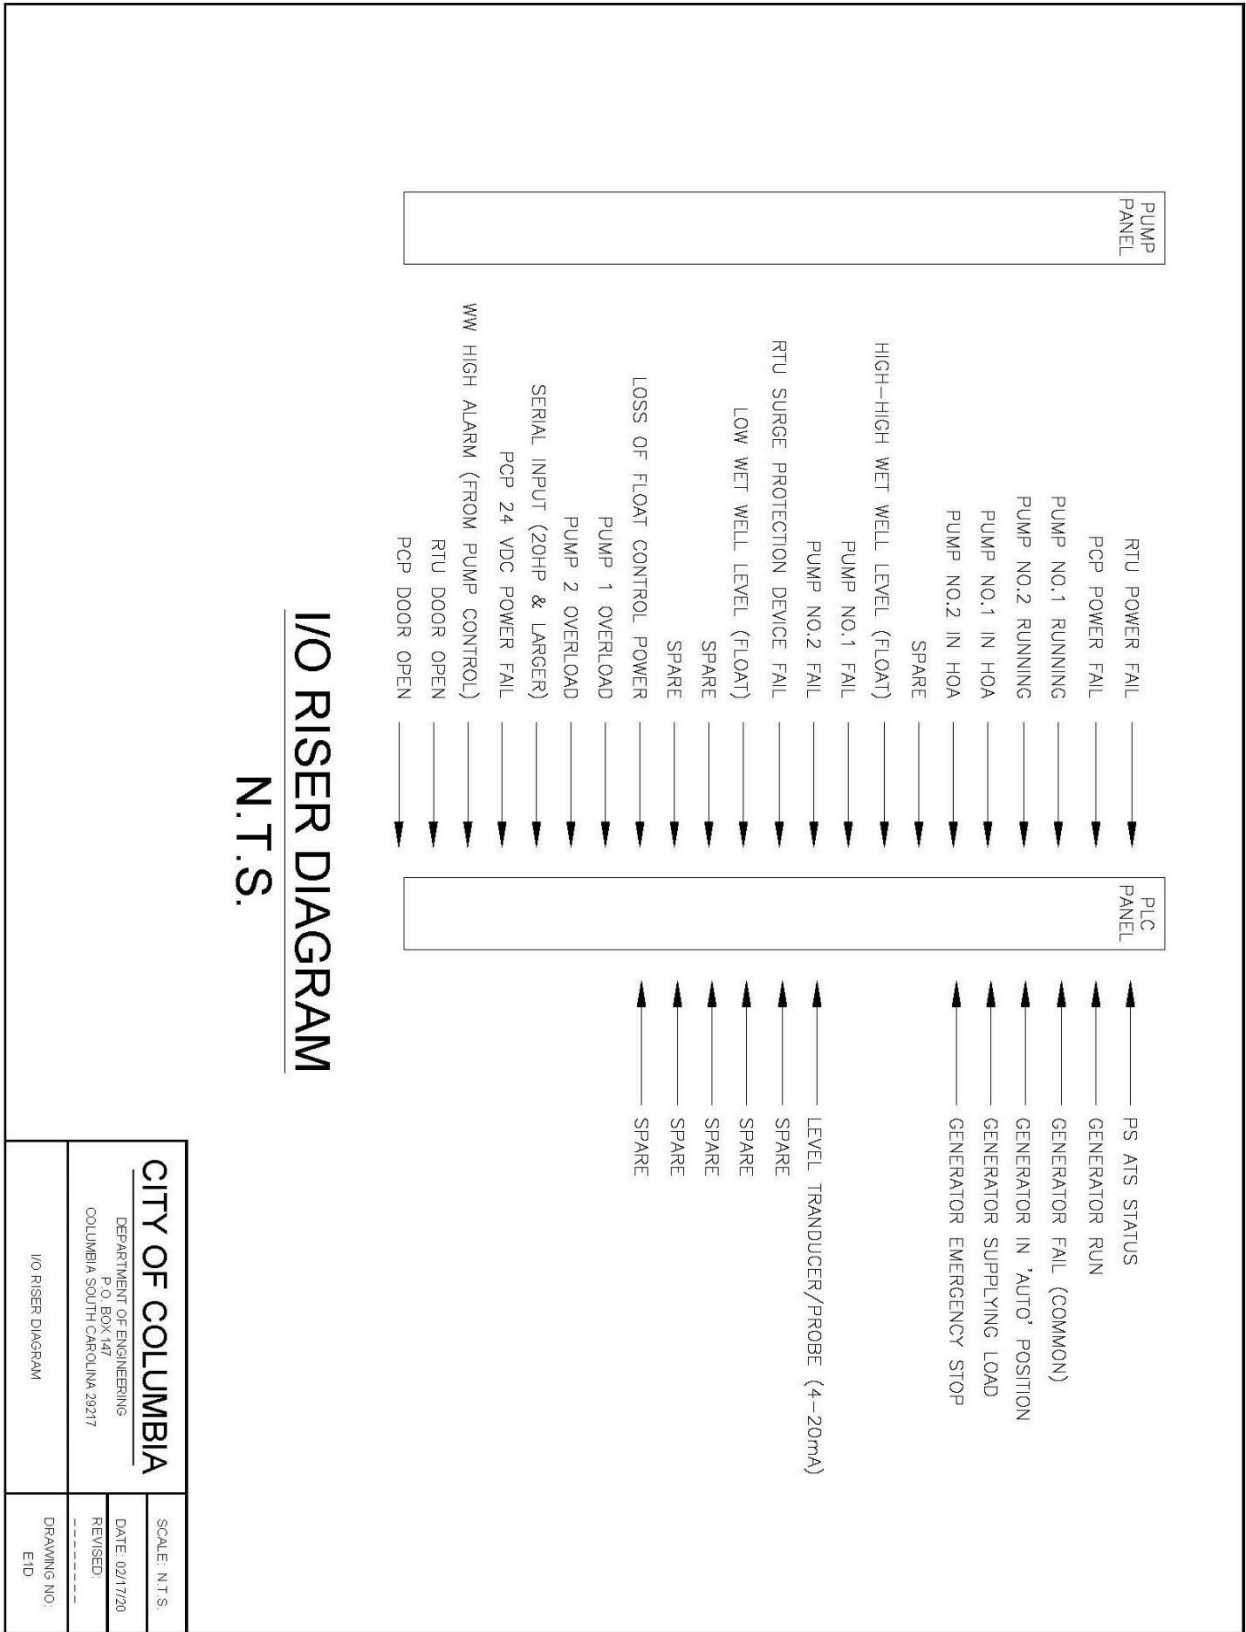 PUMP
PANEL
RTU POWER FAIL
PCP POWER FAIL
PUMP NO.1 RUNNING
PUMP NO.2 RUNNING
PUMP NO.1 IN HOA
PUMP NO.2 IN HOA
SPARE
HIGH-HIGH WET WELL LEVEL (FLOAT)
PUMP NO.1 FAIL
PUMP NO.2 FAIL
RTU SURGE PROTECTION DEVICE FAIL
LOW WET WELL LEVEL (FLOAT)
SPARE
SPARE
LOSS OF FLOAT CONTROL POWER
PUMP 1 OVERLOAD
PUMP 2 OVERLOAD
SERIAL INPUT (20HP & LARGER)
PCP 24 VDC POWER FAIL
WW HIGH ALARM (FROM PUMP CONTROL)
RTU DOOR OPEN
PCP DOOR OPEN
PLC
PANEL
PS ATS STATUS
GENERATOR RUN
GENERATOR FAIL (COMMON)
GENERATOR IN 'AUTO' POSITION
GENERATOR SUPPLYING LOAD
GENERATOR EMERGENCY STOP
LEVEL TRANDUCER/PROBE (4-20mA)
SPARE
SPARE
SPARE
SPARE
SPARE
I/O RISER DIAGRAM
N.T.S.
CITY OF COLUMBIA
DEPARTMENT OF ENGINEERING
P.O. BOX 147
COLUMBIA SOUTH CAROLINA 29217
I/O RISER DIAGRAM
SCALE: N.T.S.
DATE: 02/17/20
REVISED:
--------
DRAWING NO:
E1D